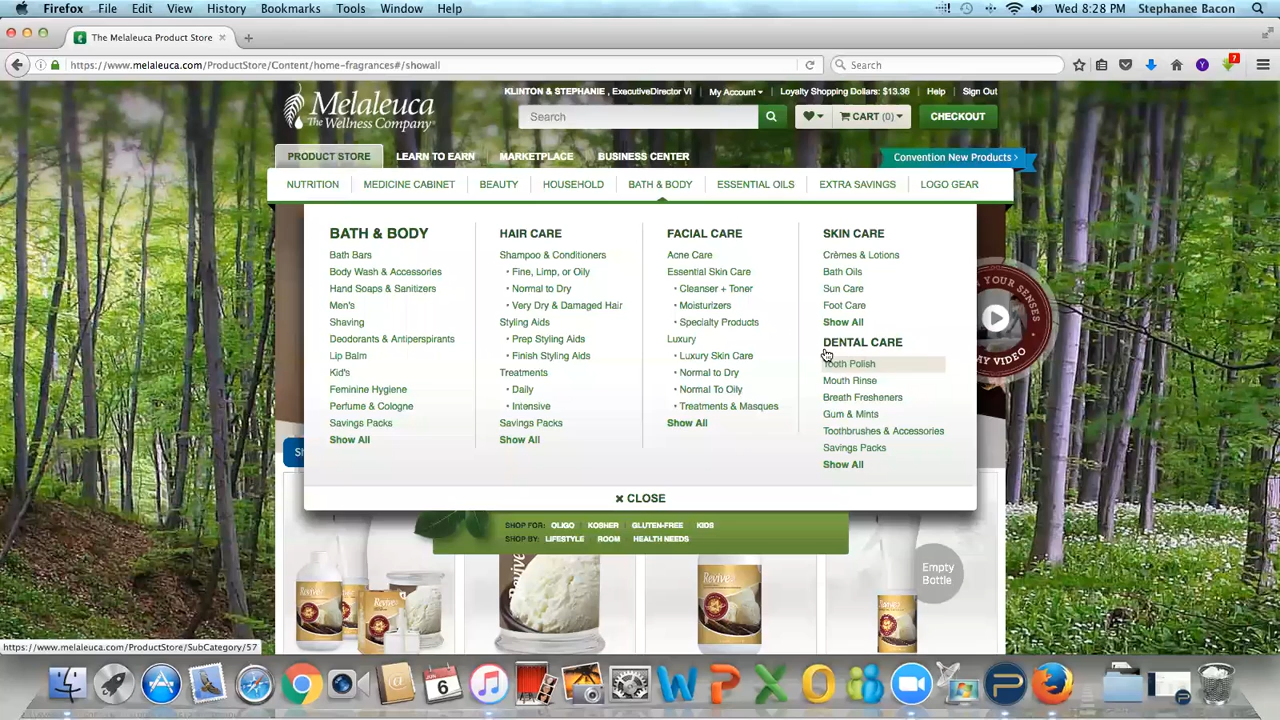 Firefox File Edit View History Bookmarks Tools Window Help Wed 8:28 PM Stephanee Bacon
The Melaleuca Product Store
https://www.melaleuca.com/ProductStore/Content/home-fragrances#/showall Search
KLINTON & STEPHANIE , ExecutiveDirector VI My Account Loyalty Shopping Dollars: $13.36 Help Sign Out
Melaleuca
The Wellness Company
Search CART (0) CHECKOUT
PRODUCT STORE LEARN TO EARN MARKETPLACE BUSINESS CENTER Convention New Products >
NUTRITION MEDICINE CABINET BEAUTY HOUSEHOLD BATH & BODY ESSENTIAL OILS EXTRA SAVINGS LOGO GEAR
BATH & BODY
Bath Bars
Body Wash & Accessories
Hand Soaps & Sanitizers
Men's
Shaving
Deodorants & Antiperspirants
Lip Balm
Kid's
Feminine Hygiene
Perfume & Cologne
Savings Packs
Show All
HAIR CARE
Shampoo & Conditioners
• Fine, Limp, or Oily
• Normal to Dry
• Very Dry & Damaged Hair
Styling Aids
• Prep Styling Aids
• Finish Styling Aids
Treatments
• Daily
• Intensive
Savings Packs
Show All
FACIAL CARE
Acne Care
Essential Skin Care
• Cleanser + Toner
• Moisturizers
• Specialty Products
Luxury
• Luxury Skin Care
• Normal to Dry
• Normal To Oily
• Treatments & Masques
Show All
SKIN CARE
Crèmes & Lotions
Bath Oils
Sun Care
Foot Care
Show All
DENTAL CARE
Tooth Polish
Mouth Rinse
Breath Fresheners
Gum & Mints
Toothbrushes & Accessories
Savings Packs
Show All
✖ CLOSE
SHOP FOR: OLIGO KOSHER GLUTEN-FREE KIDS
SHOP BY: LIFESTYLE ROOM HEALTH NEEDS
Revive
Revive
Revive
Empty
Bottle
https://www.melaleuca.com/ProductStore/SubCategory/57
JUN
6